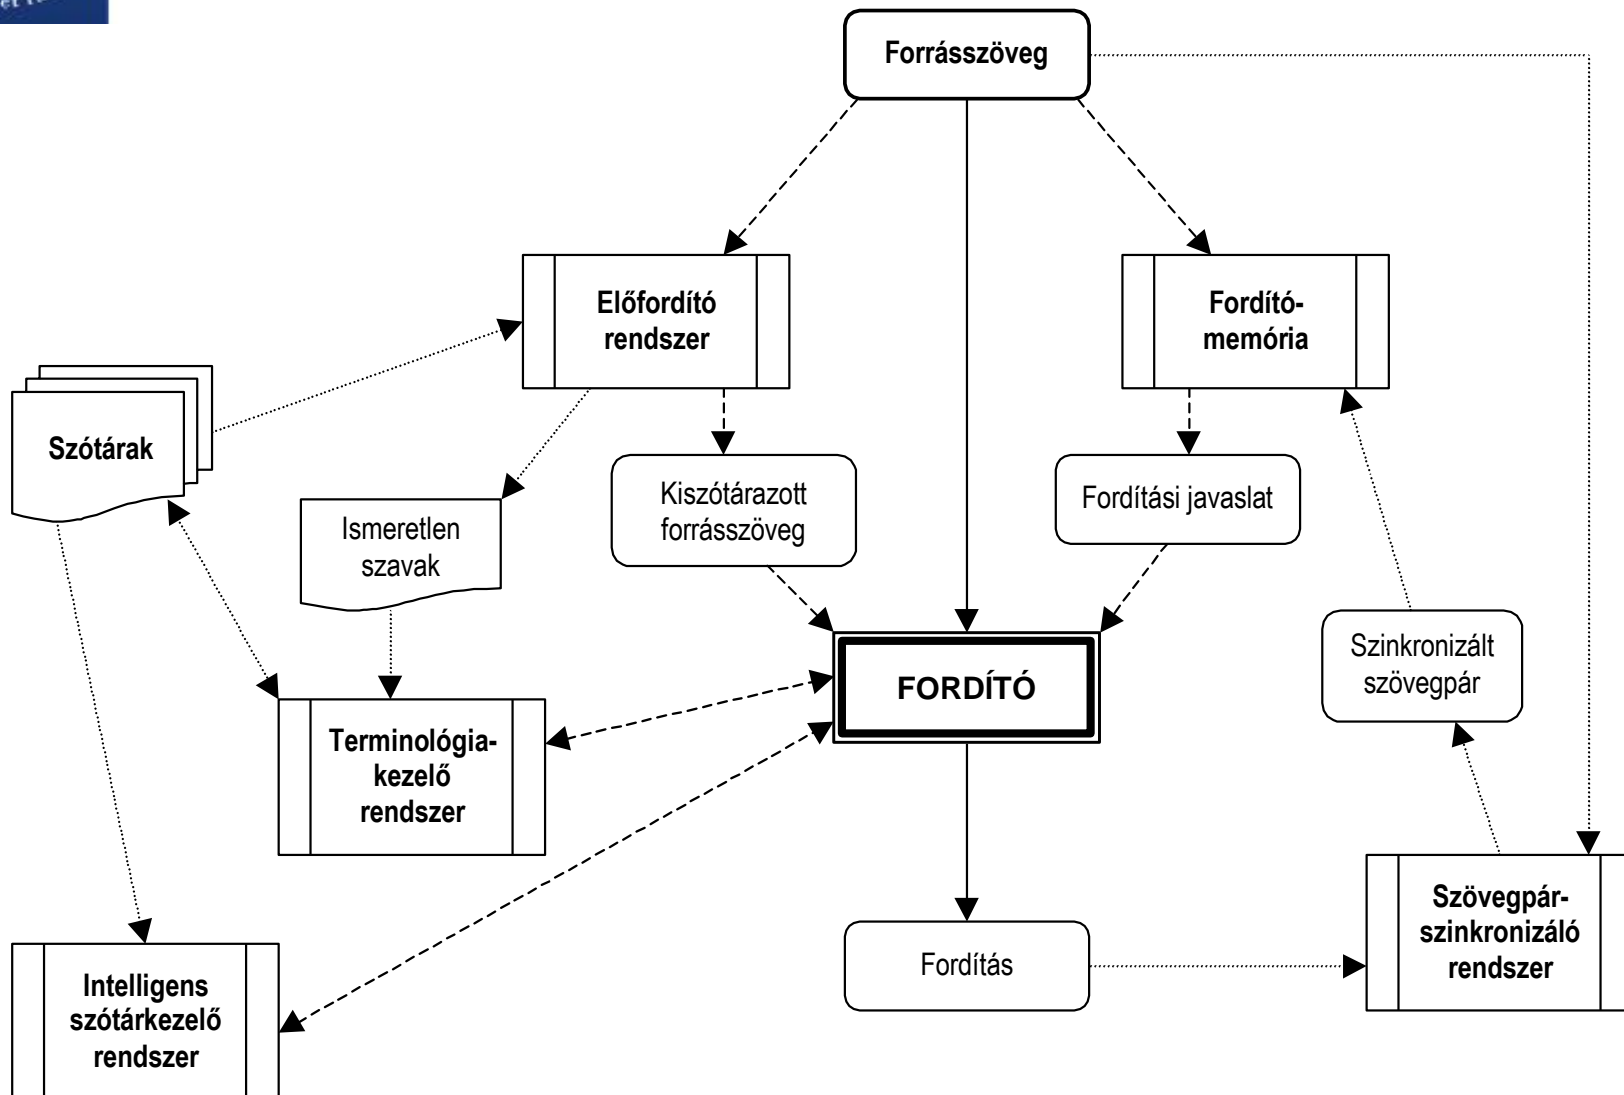 Forrásszöveg
Előfordító
rendszer
Fordító-
memória
Szótárak
Kiszótárazott
forrásszöveg
Fordítási javaslat
Ismeretlen
szavak
Szinkronizált
szövegpár
FORDÍTÓ
Terminológia-
kezelő
rendszer
Szövegpár-
szinkronizáló
rendszer
Fordítás
Intelligens
szótárkezelő
rendszer